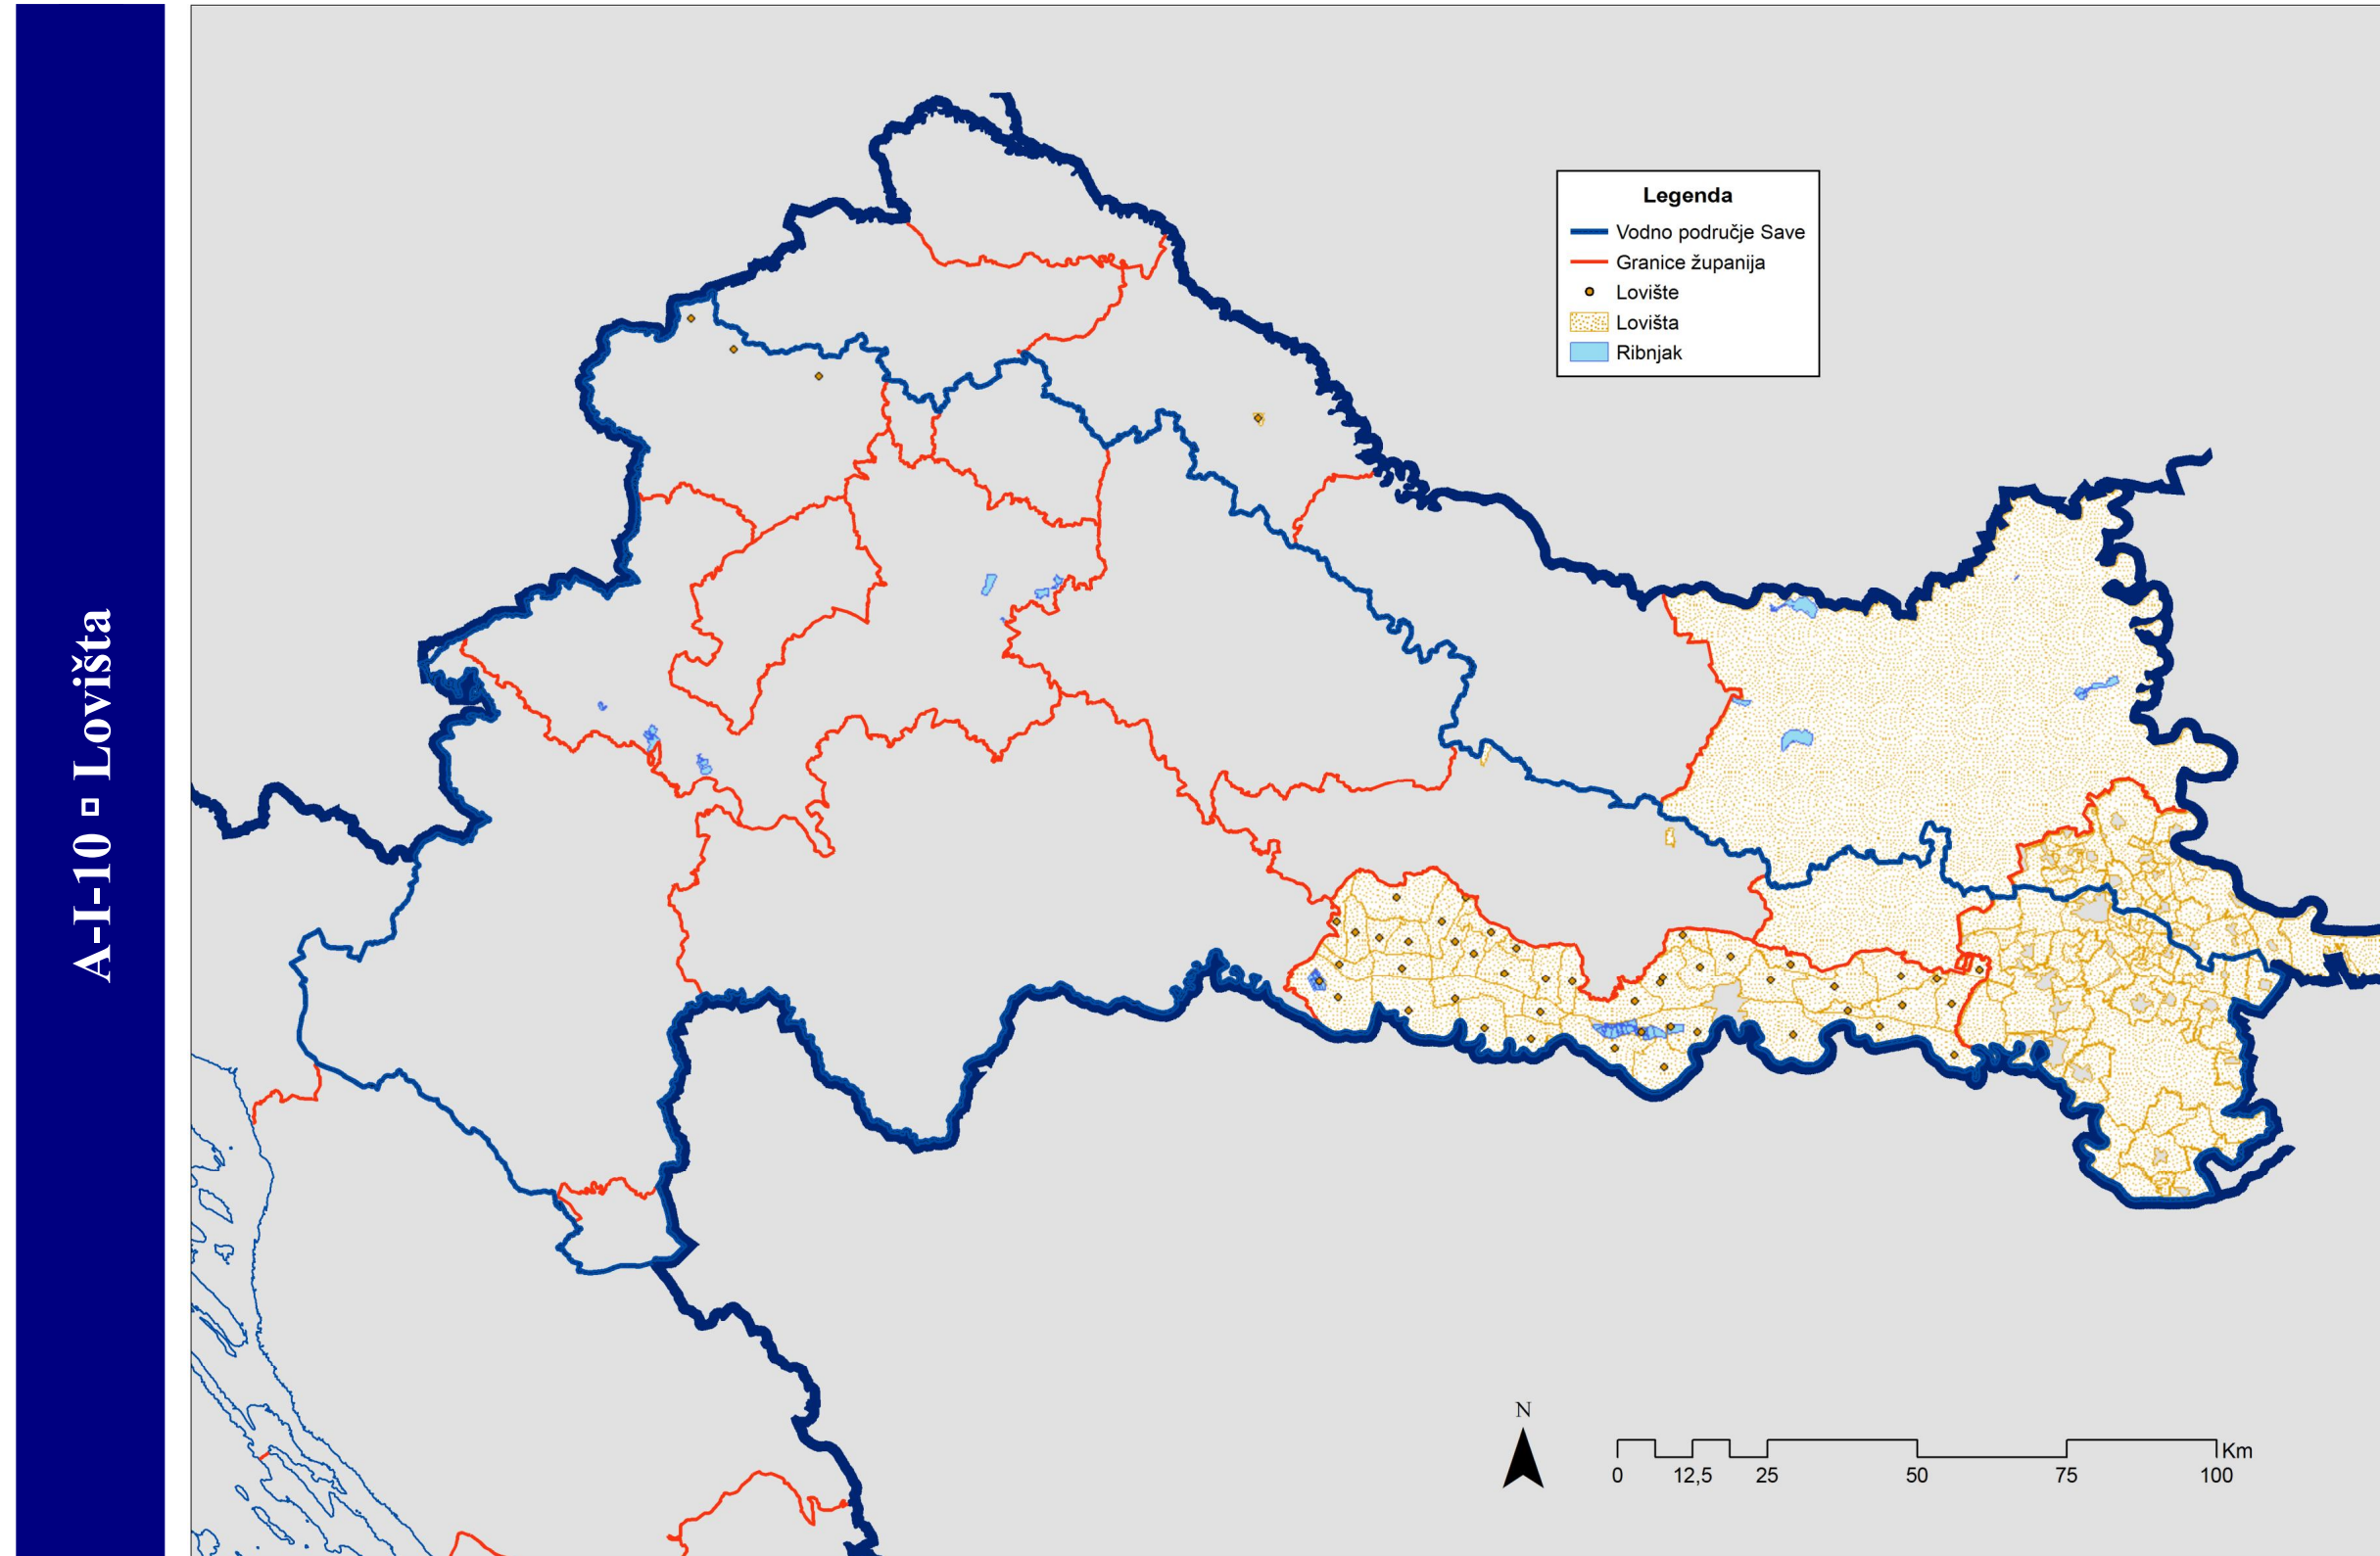 A-I-10 ▫ Lovišta
Legenda
Vodno područje Save
Granice županija
Lovište
Lovišta
Ribnjak
N
Km
0 12,5 25 50 75 100